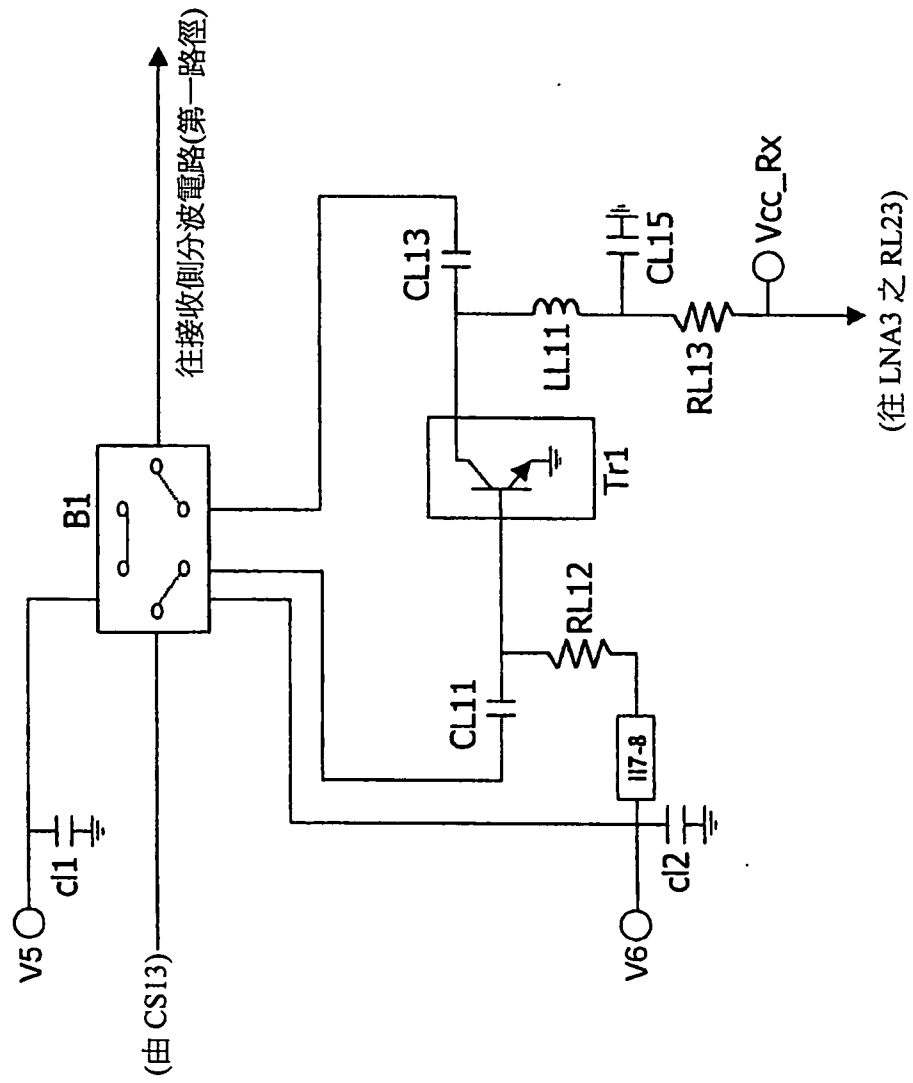 往接收側分波電路(第一路徑)
B1
V5
cl1
(由 CS13)
CL13
CL15
LL11
Vcc_Rx
RL13
(往 LNA3 之 RL23)
Tr1
RL12
CL11
117-8
cl2
V6